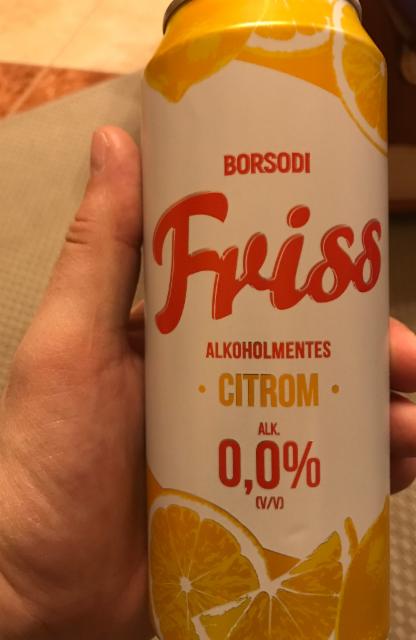 BORSODI
Friss
ALKOHOLMENTES
· CITROM ·
ALK.
0,0%
(V/V)